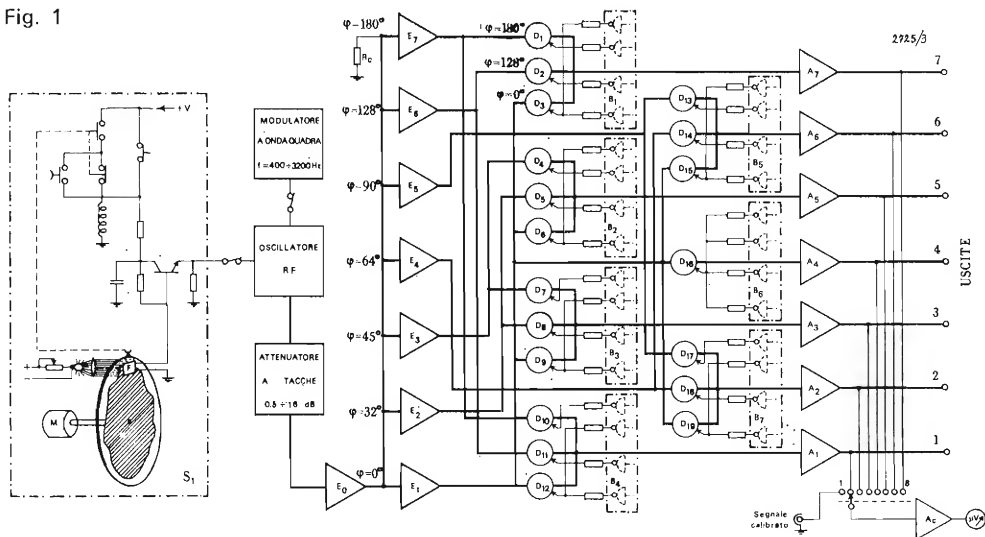 Fig. 1
+V
M
F
S₁
MODULATORE
A ONDA QUADRA
f = 400 ÷ 3200 Hz
OSCILLATORE
RF
ATTENUATORE
A TACCHE
0.5 ÷ 16 dB
E₀
φ=180°
R_C
E₇
φ=128°
E₆
φ=90°
E₅
φ=64°
E₄
φ=45°
E₃
φ=32°
E₂
φ=0°
E₁
φ=180°
D₁
φ=128°
D₂
φ=0°
D₃
B₁
D₄
D₅
D₆
B₂
D₇
D₈
D₉
B₃
D₁₀
D₁₁
D₁₂
B₄
D₁₃
D₁₄
D₁₅
B₅
D₁₆
B₆
D₁₇
D₁₈
D₁₉
B₇
2725/3
A₇
7
A₆
6
A₅
5
A₄
4
A₃
3
A₂
2
A₁
1
USCITE
1
8
Segnale
calibrato
A_C
μV